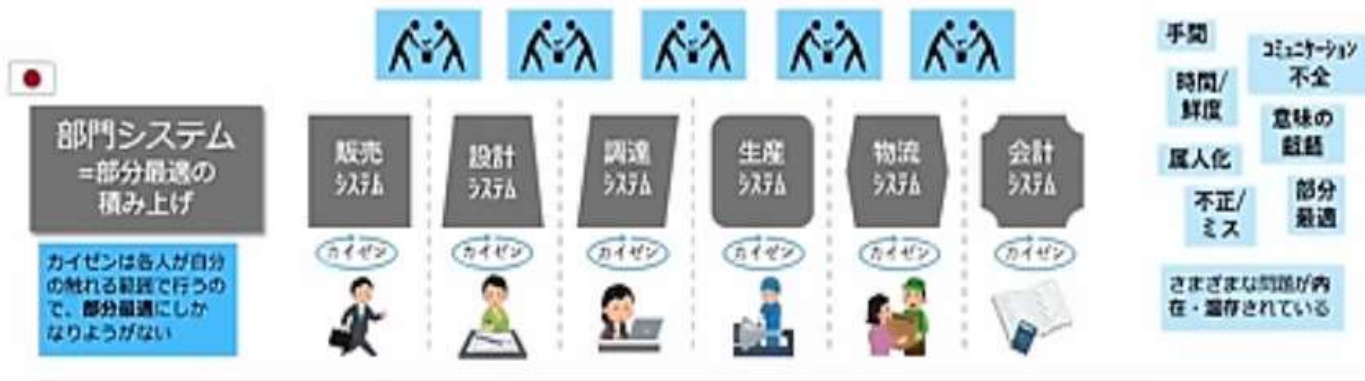 部門システム
=部分最適の
積み上げ
カイゼンは各人が自分
の触れる範囲で行うの
で、部分最適にしか
なりようがない
販売
システム
設計
システム
調達
システム
生産
システム
物流
システム
会計
システム
カイゼン
カイゼン
カイゼン
カイゼン
カイゼン
カイゼン
手間
コミュニケーション
不全
時間/
鮮度
意味の
齟齬
属人化
不正/
ミス
部分
最適
さまざまな問題が内
在・温存されている